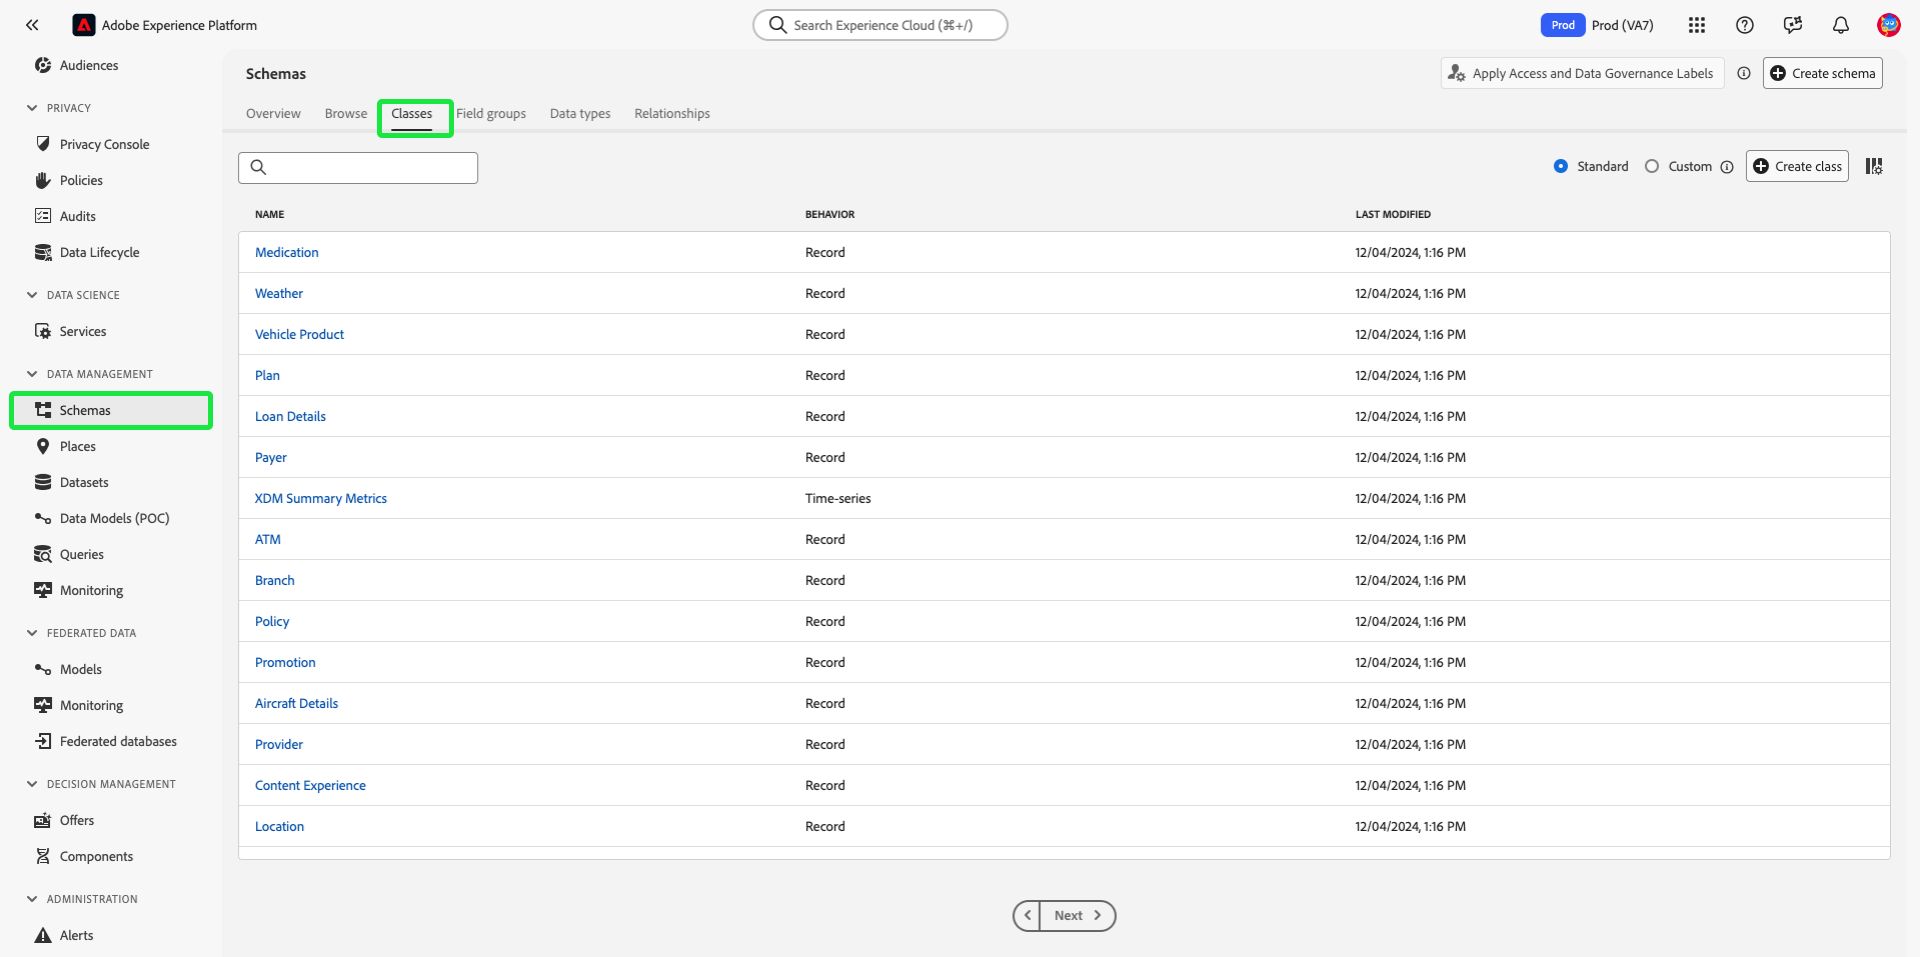 Adobe Experience Platform
Search Experience Cloud (⌘+/)
Prod Prod (VA7)
Audiences
PRIVACY
Privacy Console
Policies
Audits
Data Lifecycle
DATA SCIENCE
Services
DATA MANAGEMENT
Schemas
Places
Datasets
Data Models (POC)
Queries
Monitoring
FEDERATED DATA
Models
Monitoring
Federated databases
DECISION MANAGEMENT
Offers
Components
ADMINISTRATION
Alerts
Schemas
Apply Access and Data Governance Labels
Create schema
Overview Browse Classes Field groups Data types Relationships
Standard Custom Create class
NAME BEHAVIOR LAST MODIFIED
Medication Record 12/04/2024, 1:16 PM
Weather Record 12/04/2024, 1:16 PM
Vehicle Product Record 12/04/2024, 1:16 PM
Plan Record 12/04/2024, 1:16 PM
Loan Details Record 12/04/2024, 1:16 PM
Payer Record 12/04/2024, 1:16 PM
XDM Summary Metrics Time-series 12/04/2024, 1:16 PM
ATM Record 12/04/2024, 1:16 PM
Branch Record 12/04/2024, 1:16 PM
Policy Record 12/04/2024, 1:16 PM
Promotion Record 12/04/2024, 1:16 PM
Aircraft Details Record 12/04/2024, 1:16 PM
Provider Record 12/04/2024, 1:16 PM
Content Experience Record 12/04/2024, 1:16 PM
Location Record 12/04/2024, 1:16 PM
Next